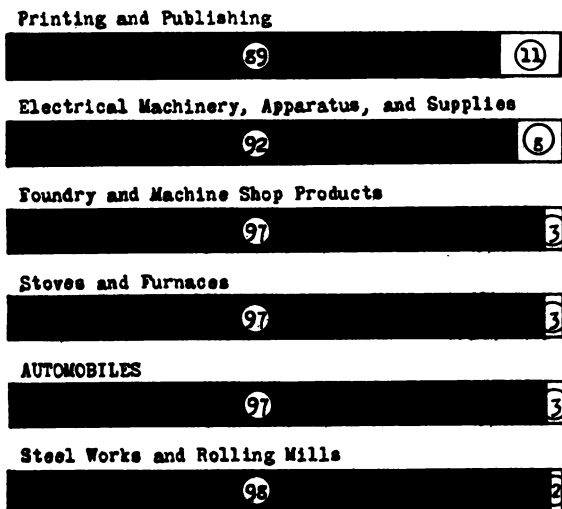 Printing and Publishing
89 11
Electrical Machinery, Apparatus, and Supplies
92 8
Foundry and Machine Shop Products
97 3
Stoves and Furnaces
97 3
AUTOMOBILES
97 3
Steel Works and Rolling Mills
98 2